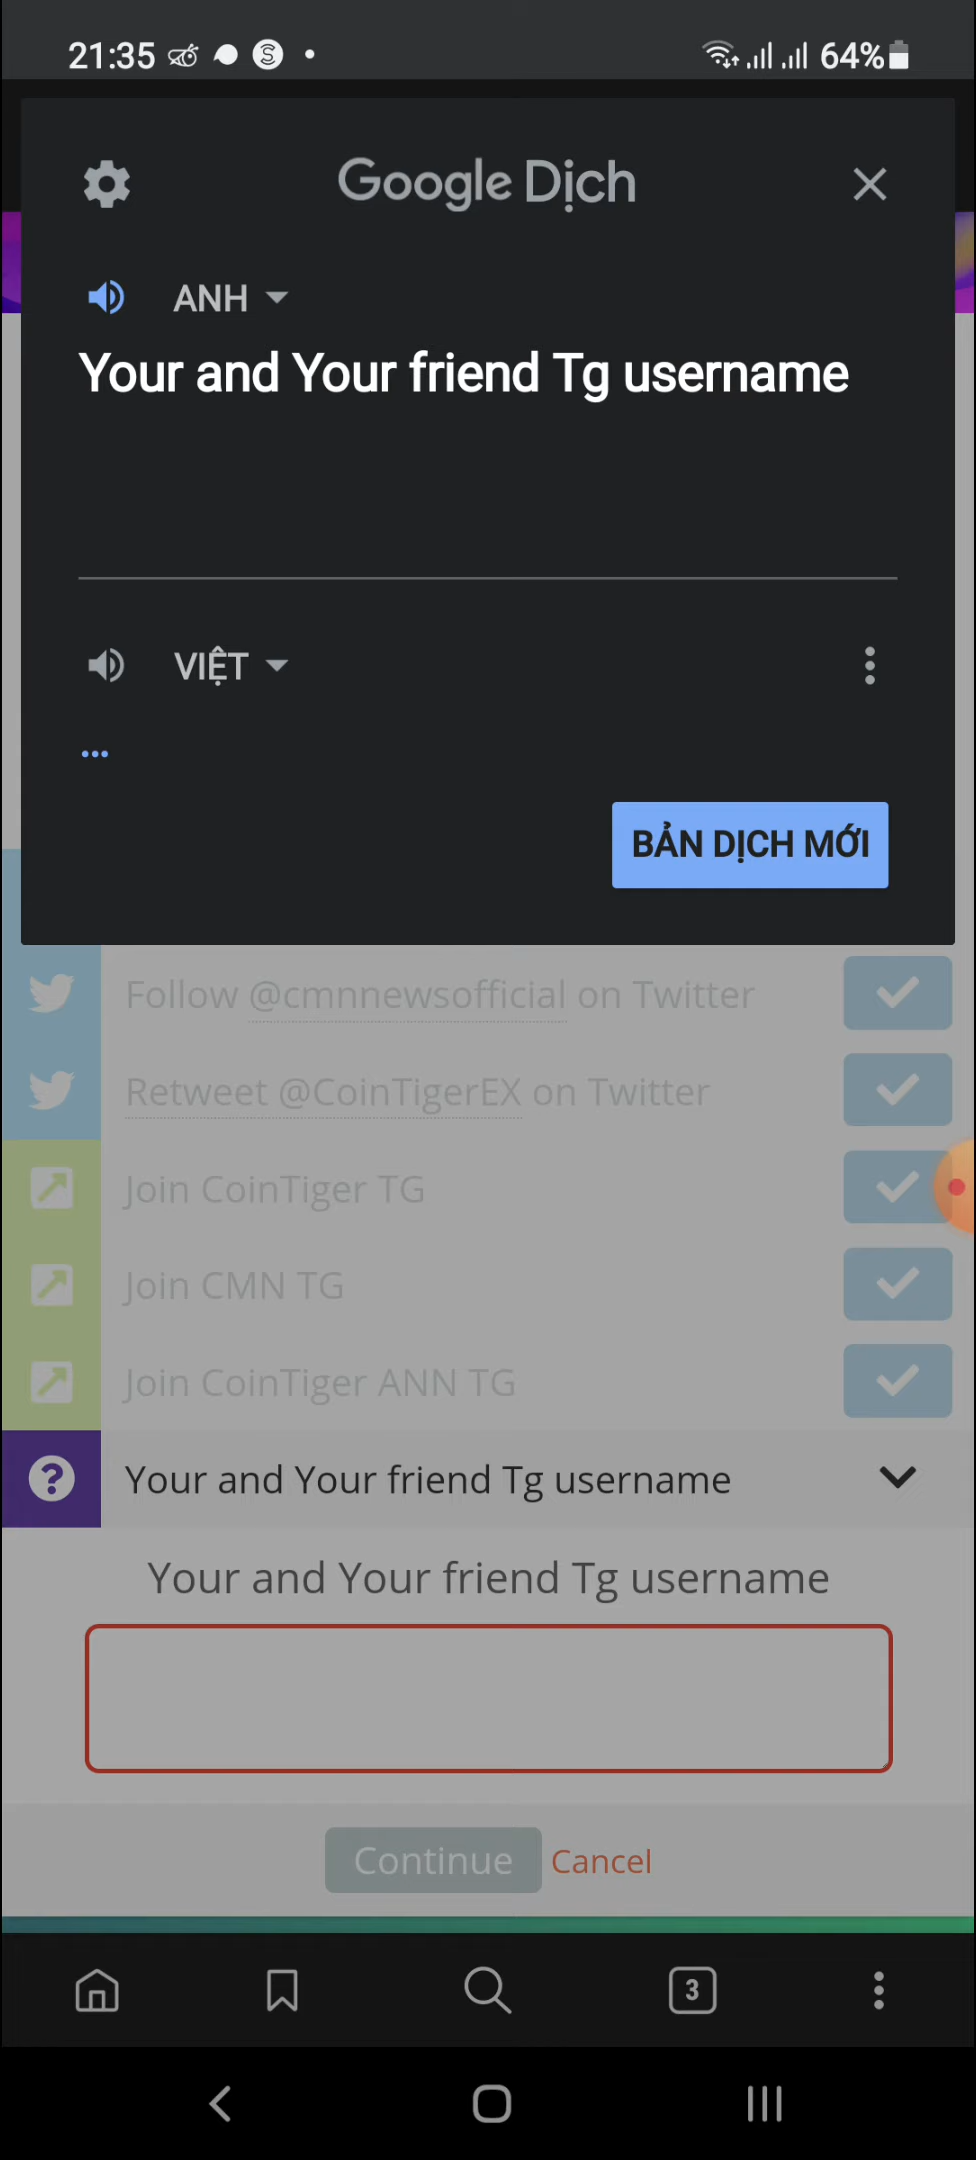 21:35
64%
Google Dịch
ANH
Your and Your friend Tg username
VIỆT
...
BẢN DỊCH MỚI
Follow @cmnnewsofficial on Twitter
Retweet @CoinTigerEX on Twitter
Join CoinTiger TG
Join CMN TG
Join CoinTiger ANN TG
Your and Your friend Tg username
Your and Your friend Tg username
Continue Cancel
3